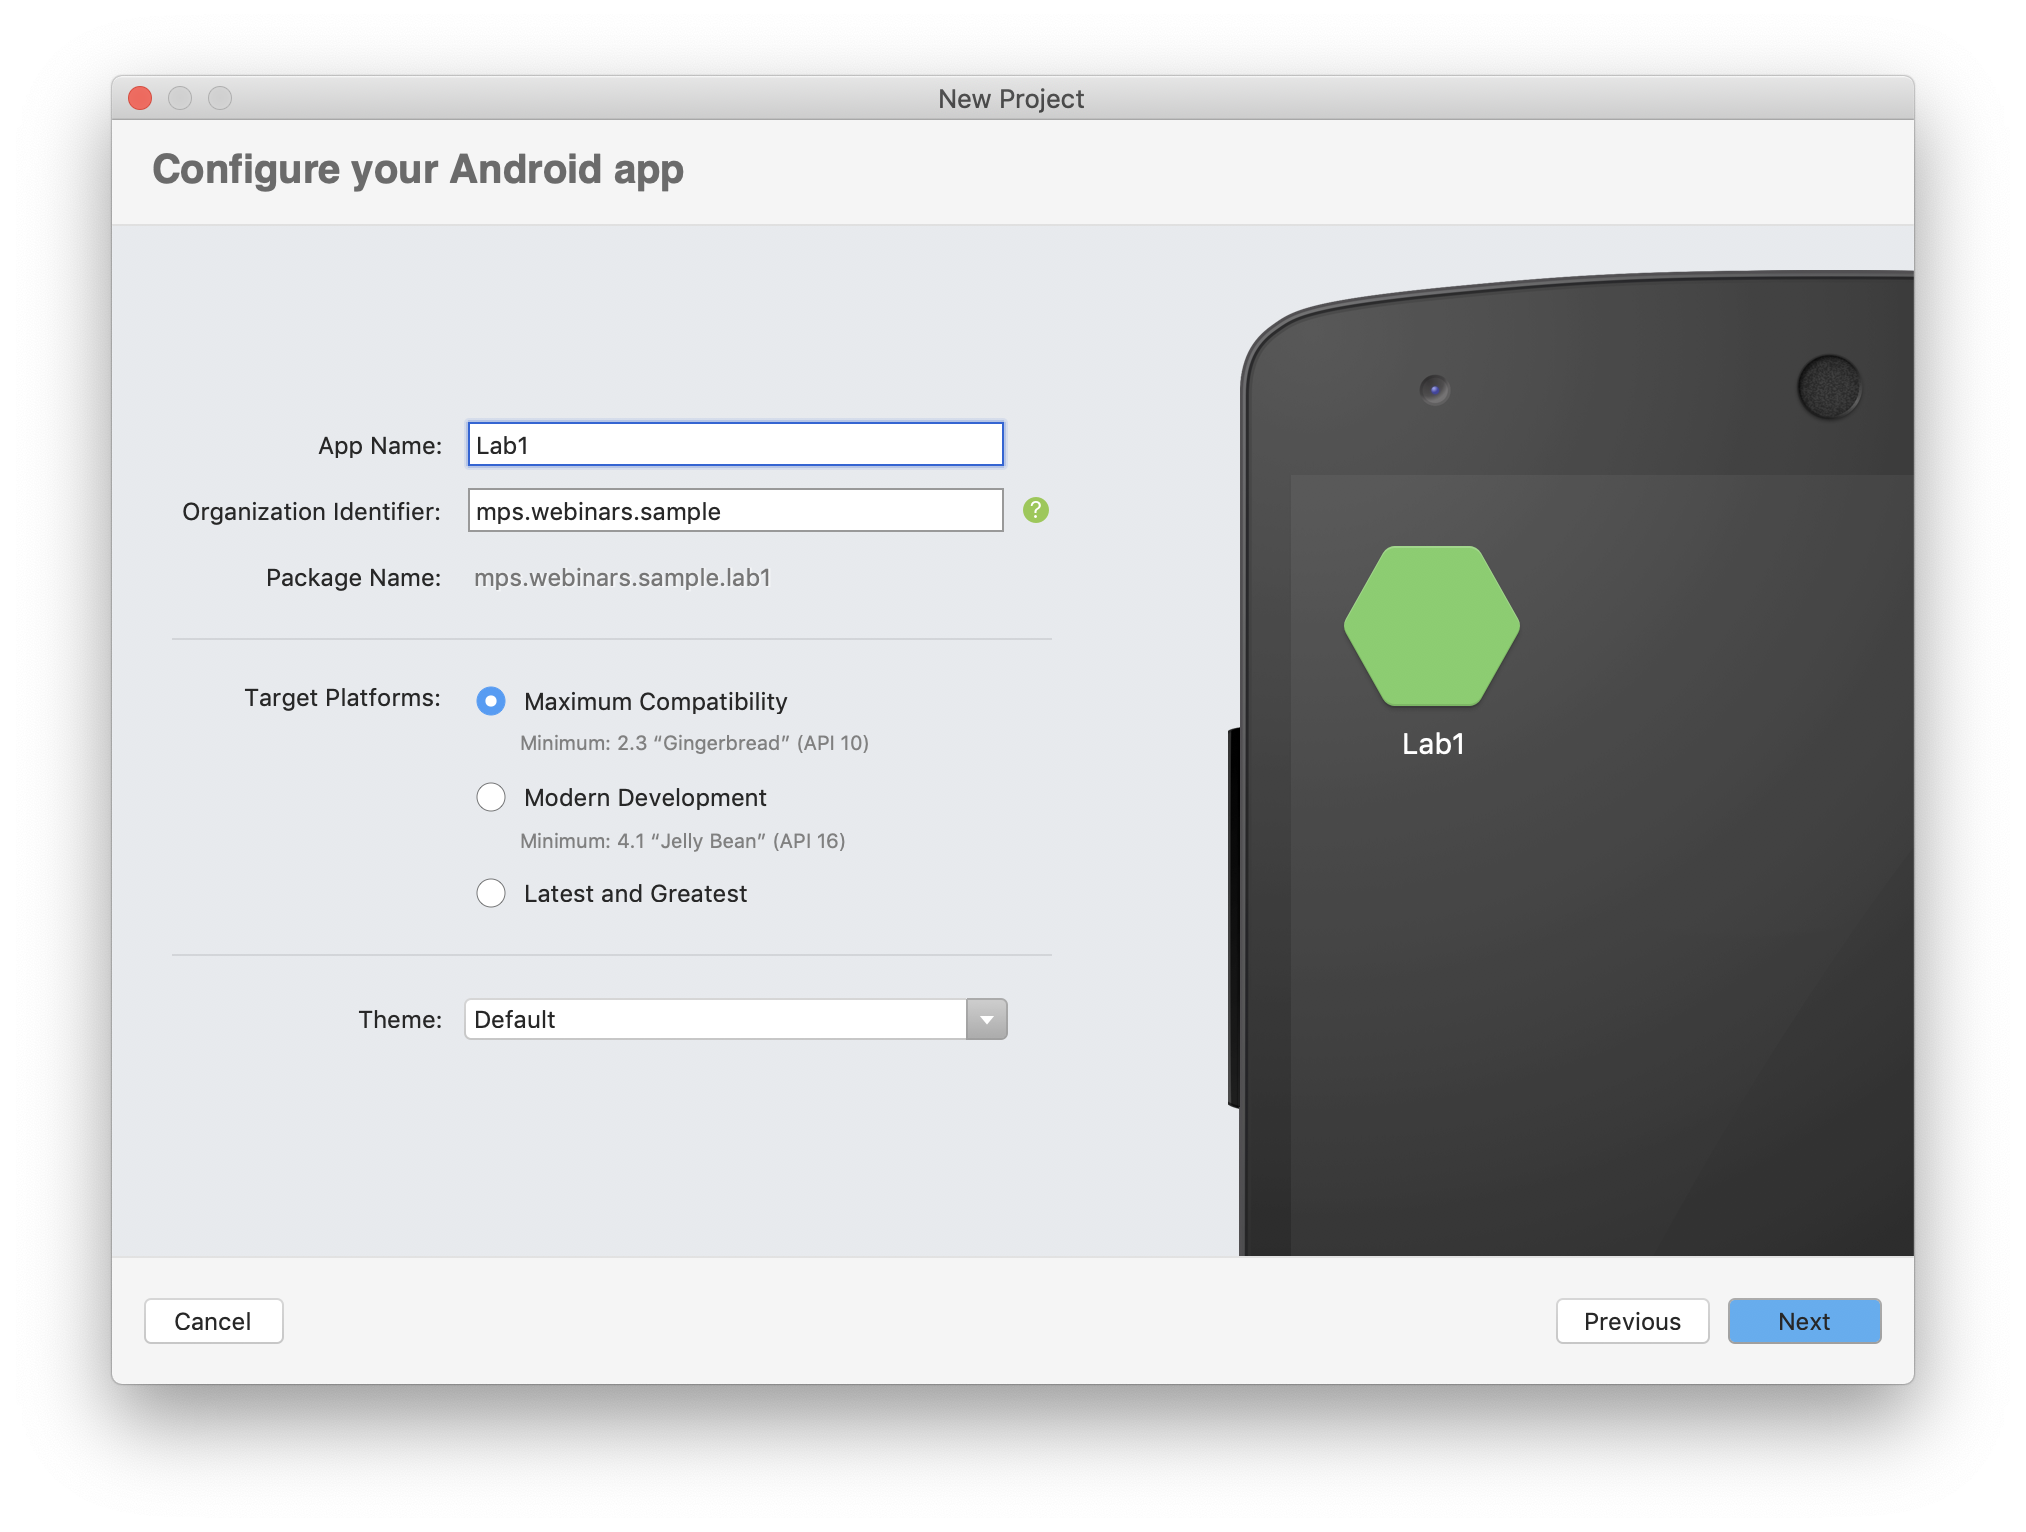 New Project
Configure your Android app
App Name: Lab1
Organization Identifier: mps.webinars.sample ?
Package Name: mps.webinars.sample.lab1
Target Platforms: Maximum Compatibility
Minimum: 2.3 “Gingerbread” (API 10)
Modern Development
Minimum: 4.1 “Jelly Bean” (API 16)
Latest and Greatest
Theme: Default
Lab1
Cancel Previous Next